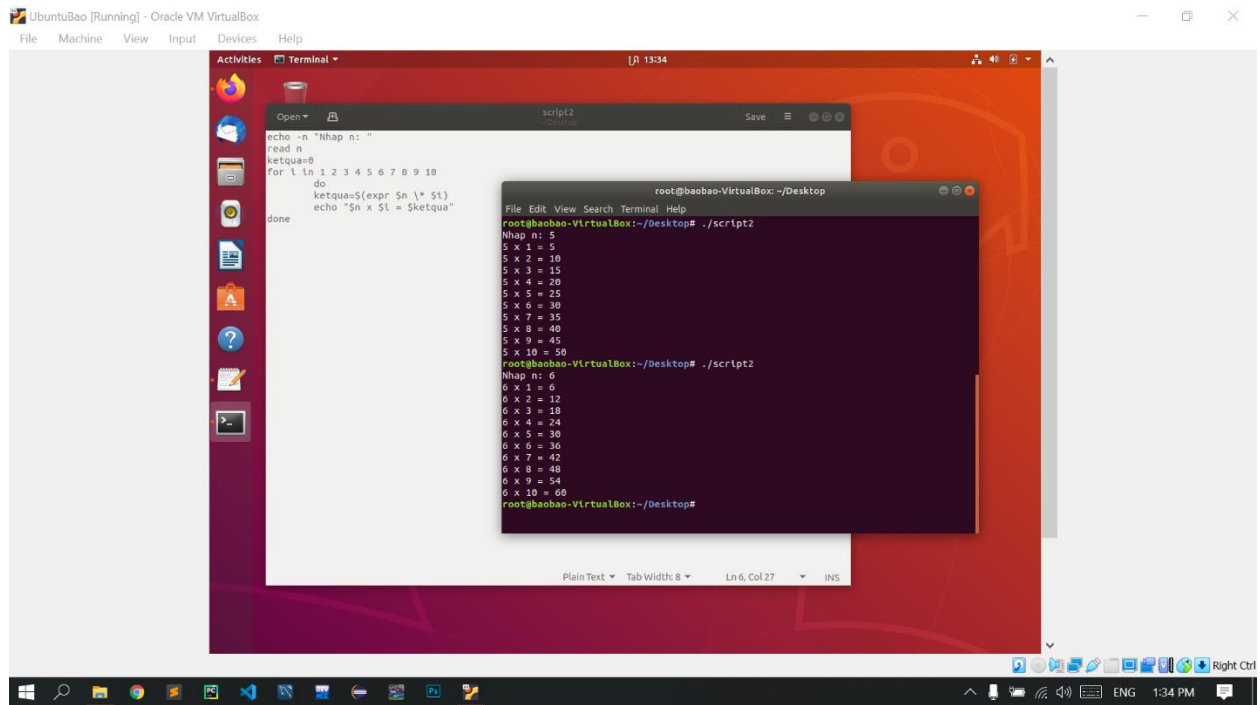 UbuntuBao [Running] - Oracle VM VirtualBox
File Machine View Input Devices Help
Activities Terminal 13:34
Open script2 Save
~/Desktop
echo -n "Nhap n: "
read n
ketqua=0
for i in 1 2 3 4 5 6 7 8 9 10
do
ketqua=$(expr $n \* $i)
echo "$n x $i = $ketqua"
done
Plain Text Tab Width: 8 Ln 6, Col 27 INS
root@baobao-VirtualBox: ~/Desktop
File Edit View Search Terminal Help
root@baobao-VirtualBox:~/Desktop# ./script2
Nhap n: 5
5 x 1 = 5
5 x 2 = 10
5 x 3 = 15
5 x 4 = 20
5 x 5 = 25
5 x 6 = 30
5 x 7 = 35
5 x 8 = 40
5 x 9 = 45
5 x 10 = 50
root@baobao-VirtualBox:~/Desktop# ./script2
Nhap n: 6
6 x 1 = 6
6 x 2 = 12
6 x 3 = 18
6 x 4 = 24
6 x 5 = 30
6 x 6 = 36
6 x 7 = 42
6 x 8 = 48
6 x 9 = 54
6 x 10 = 60
root@baobao-VirtualBox:~/Desktop#
Right Ctrl
ENG 1:34 PM